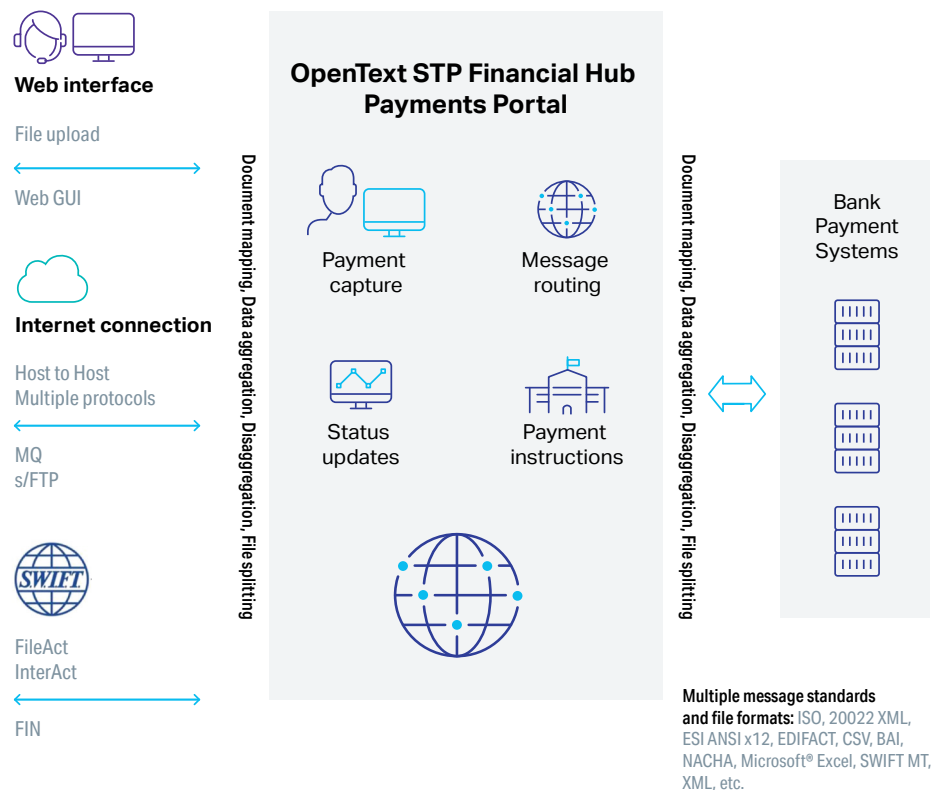 Web interface
File upload
Web GUI
Internet connection
Host to Host
Multiple protocols
MQ
s/FTP
S.W.I.F.T.
FileAct
InterAct
FIN
Document mapping, Data aggregation, Disaggregation, File splitting
OpenText STP Financial Hub
Payments Portal
Payment
capture
Message
routing
Status
updates
Payment
instructions
Document mapping, Data aggregation, Disaggregation, File splitting
Bank
Payment
Systems
Multiple message standards
and file formats: ISO, 20022 XML,
ESI ANSI x12, EDIFACT, CSV, BAI,
NACHA, Microsoft® Excel, SWIFT MT,
XML, etc.